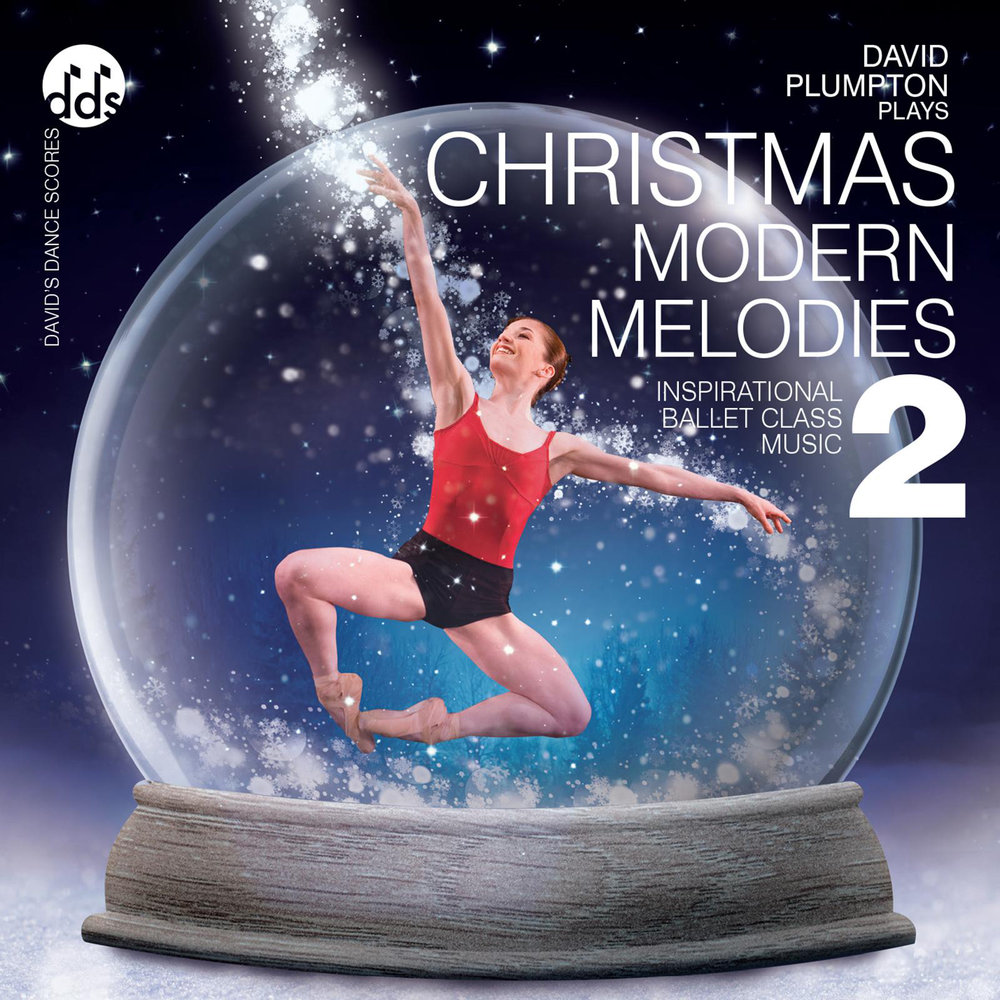 dds
DAVID'S DANCE SCORES
DAVID
PLUMPTON
PLAYS
CHRISTMAS
MODERN
MELODIES
INSPIRATIONAL
BALLET CLASS
MUSIC
2